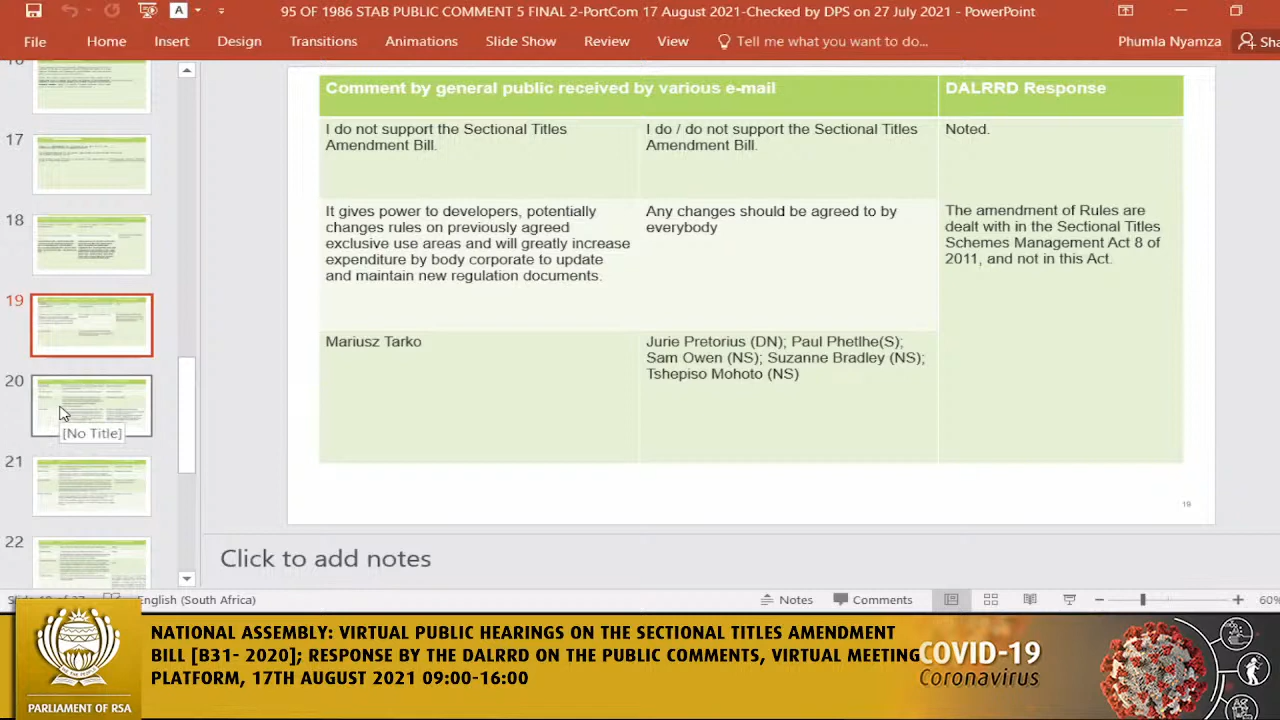 95 OF 1986 STAB PUBLIC COMMENT 5 FINAL 2-PortCom 17 August 2021-Checked by DPS on 27 July 2021 - PowerPoint
File Home Insert Design Transitions Animations Slide Show Review View Tell me what you want to do... Phumla Nyamza
Comment by general public received by various e-mail DALRRD Response
I do not support the Sectional Titles
Amendment Bill.
I do / do not support the Sectional Titles
Amendment Bill.
Noted.
It gives power to developers, potentially
changes rules on previously agreed
exclusive use areas and will greatly increase
expenditure by body corporate to update
and maintain new regulation documents.
Any changes should be agreed to by
everybody
The amendment of Rules are
dealt with in the Sectional Titles
Schemes Management Act 8 of
2011, and not in this Act.
Mariusz Tarko
Jurie Pretorius (DN); Paul Phetlhe(S);
Sam Owen (NS); Suzanne Bradley (NS);
Tshepiso Mohoto (NS)
19
17
18
19
20
[No Title]
21
22
Click to add notes
English (South Africa) Notes Comments 60%
NATIONAL ASSEMBLY: VIRTUAL PUBLIC HEARINGS ON THE SECTIONAL TITLES AMENDMENT
BILL [B31- 2020]; RESPONSE BY THE DALRRD ON THE PUBLIC COMMENTS, VIRTUAL MEETING
PLATFORM, 17TH AUGUST 2021 09:00-16:00
PARLIAMENT OF RSA
COVID-19
Coronavirus